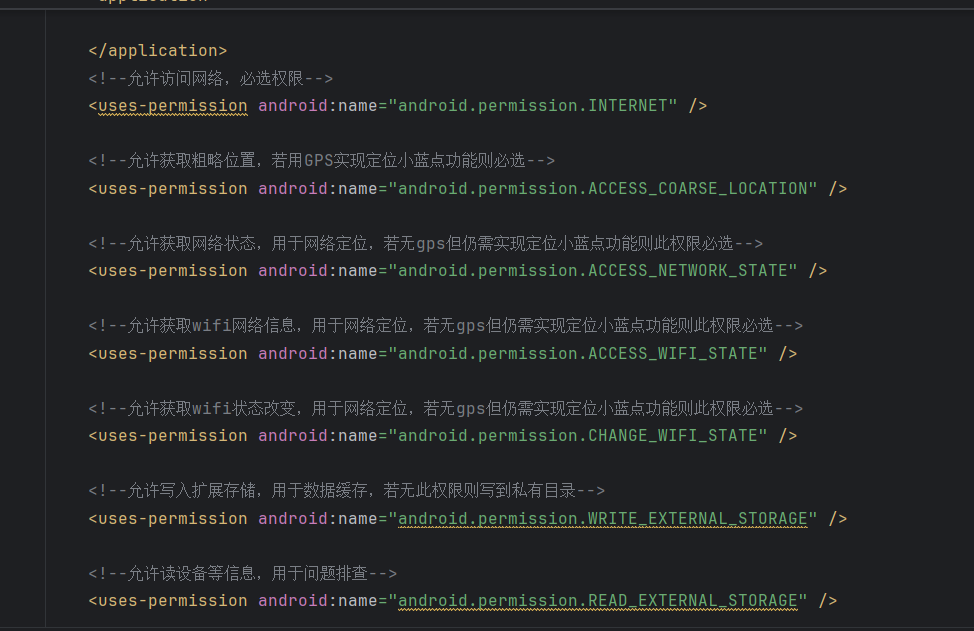 </application>
<!--允许访问网络，必选权限-->
<uses-permission android:name="android.permission.INTERNET" />
<!--允许获取粗略位置，若用GPS实现定位小蓝点功能则必选-->
<uses-permission android:name="android.permission.ACCESS_COARSE_LOCATION" />
<!--允许获取网络状态，用于网络定位，若无gps但仍需实现定位小蓝点功能则此权限必选-->
<uses-permission android:name="android.permission.ACCESS_NETWORK_STATE" />
<!--允许获取wifi网络信息，用于网络定位，若无gps但仍需实现定位小蓝点功能则此权限必选-->
<uses-permission android:name="android.permission.ACCESS_WIFI_STATE" />
<!--允许获取wifi状态改变，用于网络定位，若无gps但仍需实现定位小蓝点功能则此权限必选-->
<uses-permission android:name="android.permission.CHANGE_WIFI_STATE" />
<!--允许写入扩展存储，用于数据缓存，若无此权限则写到私有目录-->
<uses-permission android:name="android.permission.WRITE_EXTERNAL_STORAGE" />
<!--允许读设备等信息，用于问题排查-->
<uses-permission android:name="android.permission.READ_EXTERNAL_STORAGE" />